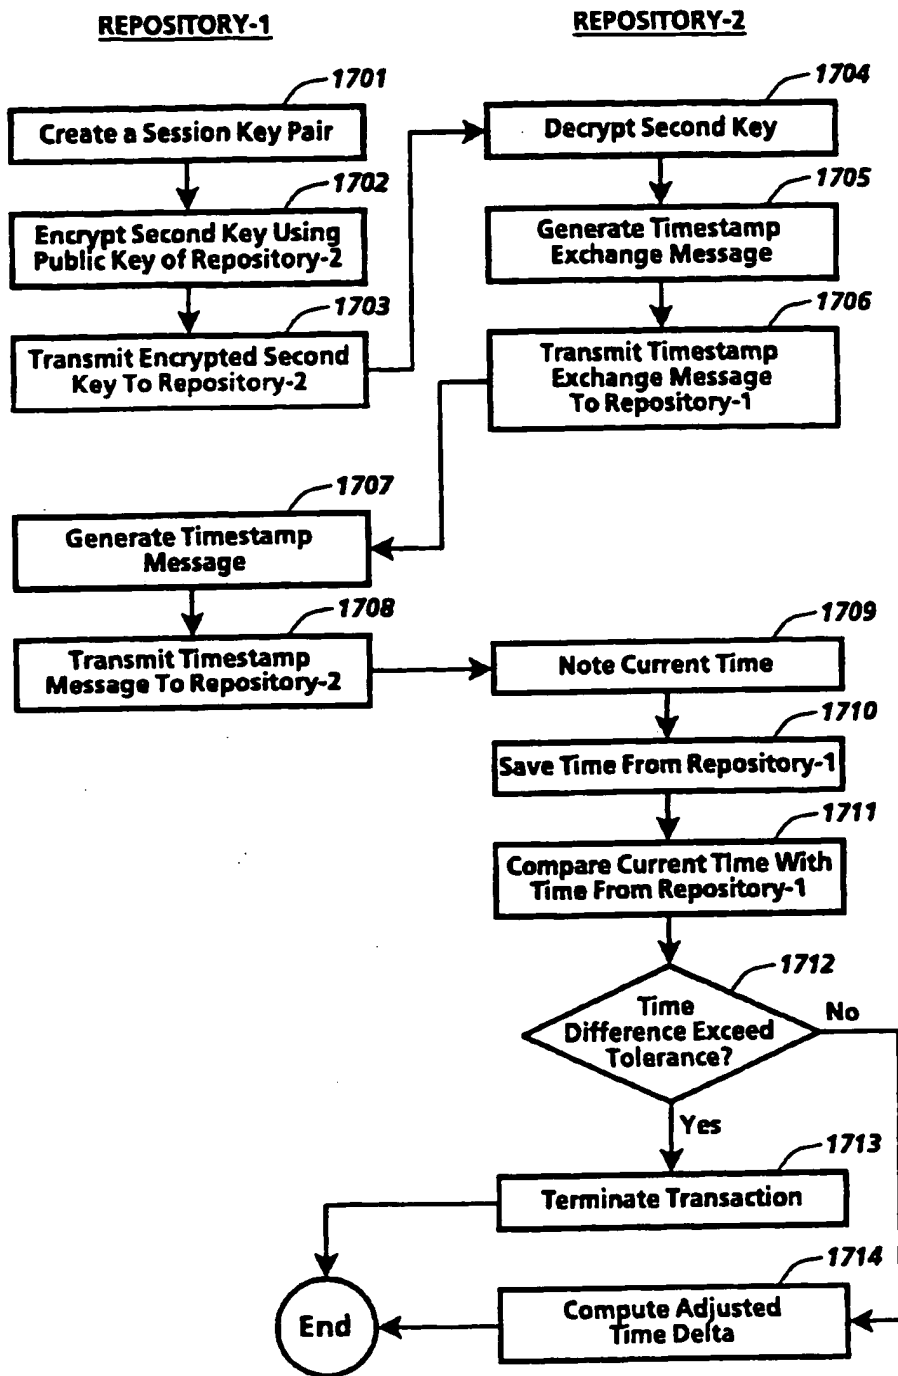 REPOSITORY-1
REPOSITORY-2
1701
Create a Session Key Pair
1702
Encrypt Second Key Using
Public Key of Repository-2
1703
Transmit Encrypted Second
Key To Repository-2
1704
Decrypt Second Key
1705
Generate Timestamp
Exchange Message
1706
Transmit Timestamp
Exchange Message
To Repository-1
1707
Generate Timestamp
Message
1708
Transmit Timestamp
Message To Repository-2
1709
Note Current Time
1710
Save Time From Repository-1
1711
Compare Current Time With
Time From Repository-1
1712
Time
Difference Exceed
Tolerance?
No
Yes
1713
Terminate Transaction
1714
Compute Adjusted
Time Delta
End